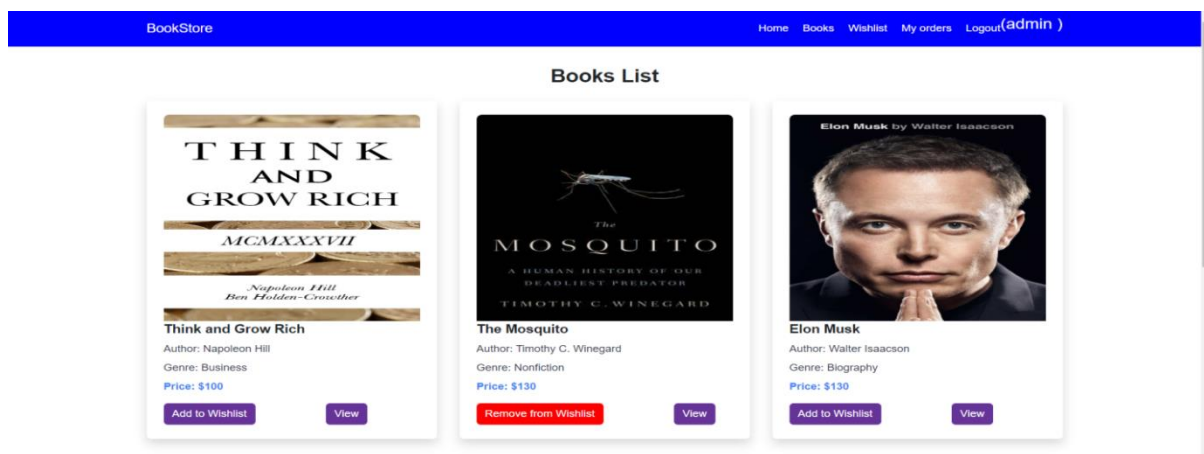 BookStore
Home Books Wishlist My orders Logout(admin )
Books List
THINK
AND
GROW RICH
MCMXXXVII
Napoleon Hill
Ben Holden-Crowther
Think and Grow Rich
Author: Napoleon Hill
Genre: Business
Price: $100
Add to Wishlist View
The
MOSQUITO
A HUMAN HISTORY OF OUR
DEADLIEST PREDATOR
TIMOTHY C. WINEGARD
The Mosquito
Author: Timothy C. Winegard
Genre: Nonfiction
Price: $130
Remove from Wishlist View
Elon Musk by Walter Isaacson
Elon Musk
Author: Walter Isaacson
Genre: Biography
Price: $130
Add to Wishlist View